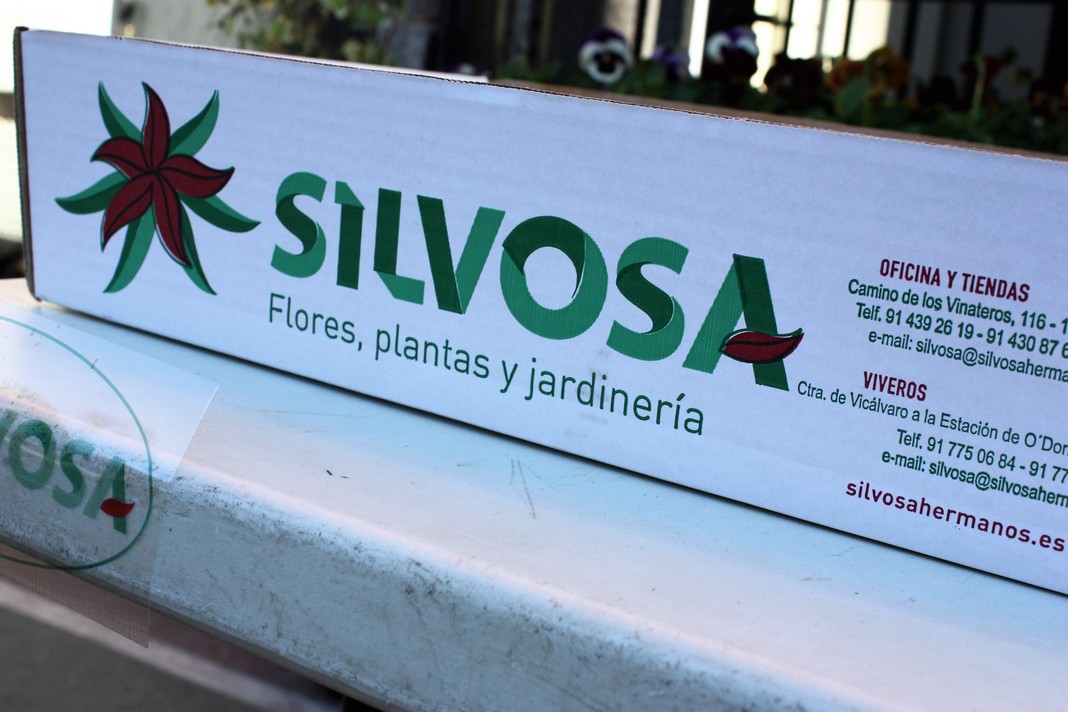 SILVOSA
Flores, plantas y jardinería
OFICINA Y TIENDAS
Camino de los Vinateros, 116 -
Telf. 91 439 26 19 - 91 430 87
e-mail: silvosa@silvosaherma
VIVEROS
Ctra. de Vicálvaro a la Estación de O´Don
Telf. 91 775 06 84 - 91 77
e-mail: silvosa@silvosaherm
silvosahermanos.es
VOSA